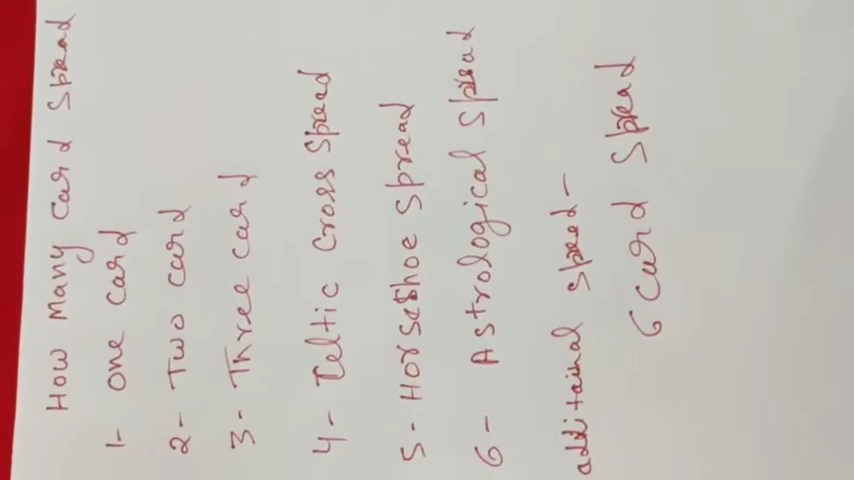 How Many Card Spread
1- One card
2- Two card
3- Three card
4- Celtic Cross Spread
5- Horseshoe Spread
6- Astrological Spread
additainal Spread-
6 Card Spread